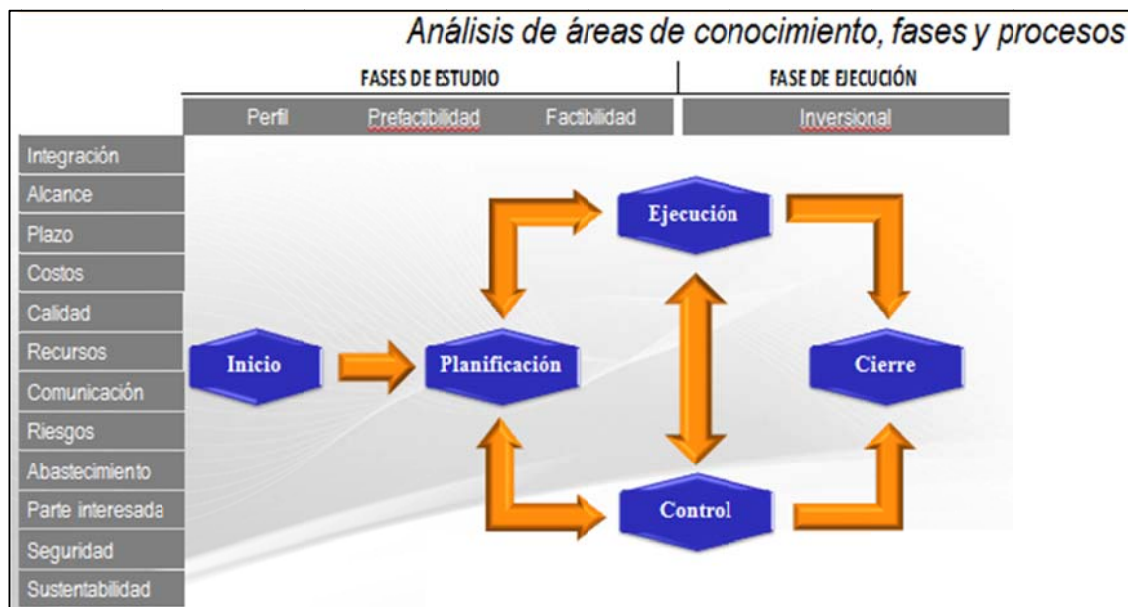 Análisis de áreas de conocimiento, fases y procesos
FASES DE ESTUDIO
FASE DE EJECUCIÓN
Perfil
Prefactibilidad
Factibilidad
Inversional
Integración
Alcance
Plazo
Costos
Calidad
Recursos
Comunicación
Riesgos
Abastecimiento
Parte interesada
Seguridad
Sustentabilidad
Ejecución
Inicio
Planificación
Cierre
Control